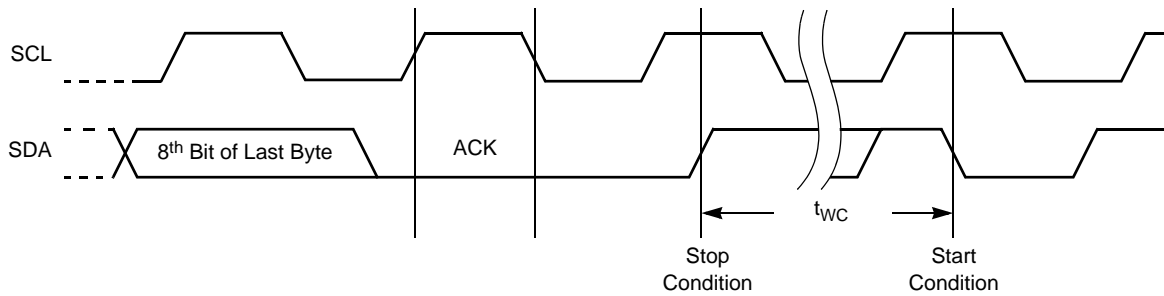 SCL
SDA
8th Bit of Last Byte
ACK
tWC
Stop
Condition
Start
Condition